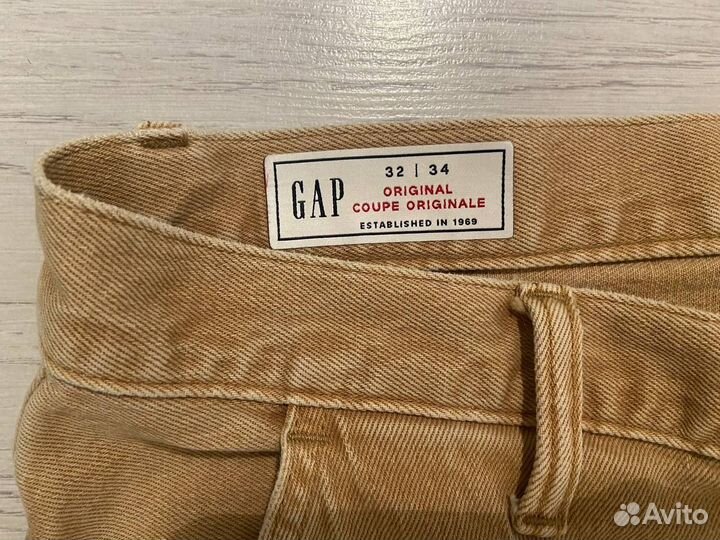 GAP
32 | 34
ORIGINAL
COUPE ORIGINALE
ESTABLISHED IN 1969
Avito